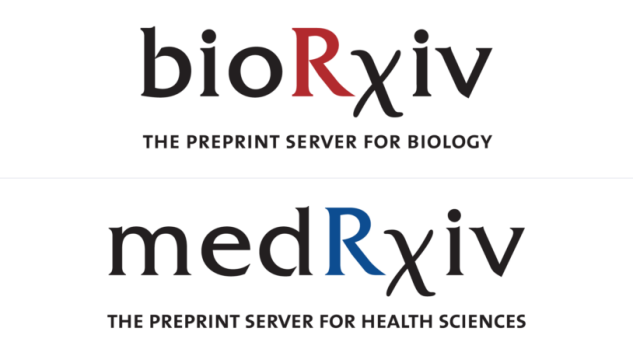 bioRχiv
THE PREPRINT SERVER FOR BIOLOGY
medRχiv
THE PREPRINT SERVER FOR HEALTH SCIENCES